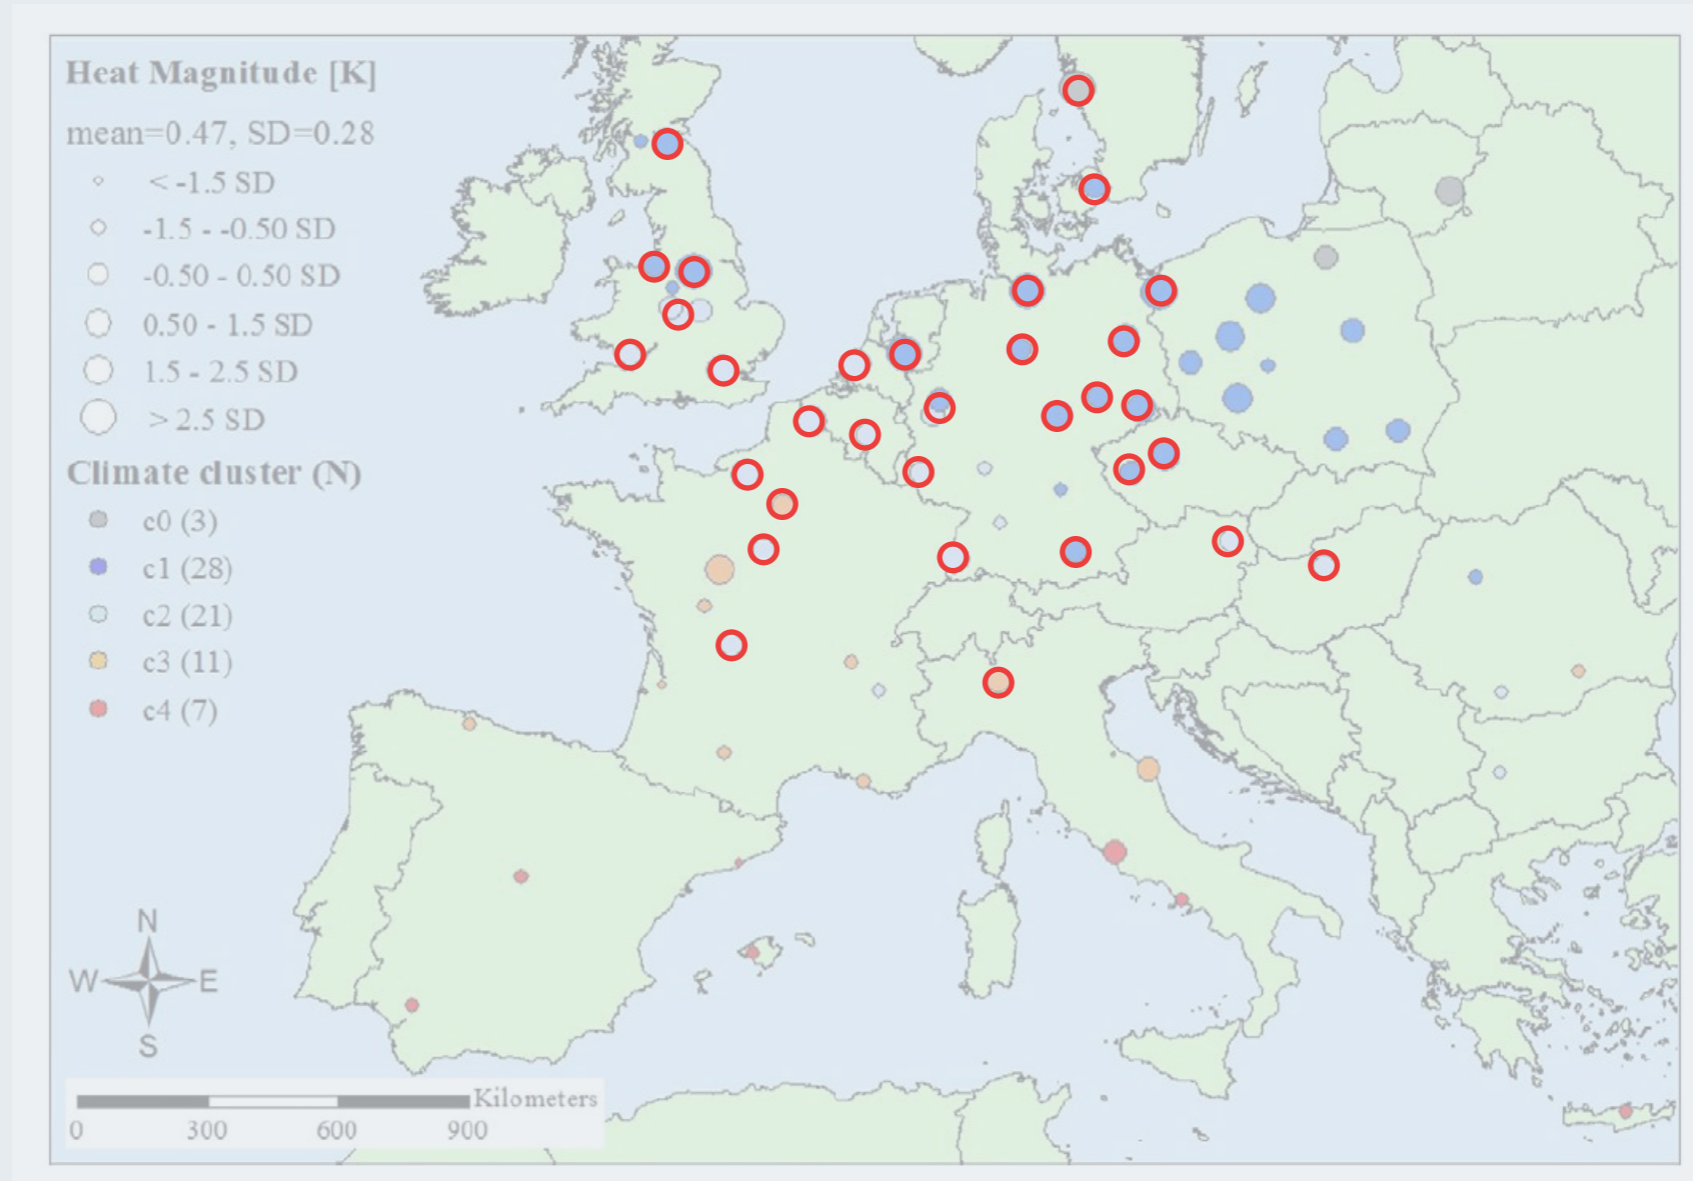 Heat Magnitude [K]
mean=0.47, SD=0.28
< -1.5 SD
-1.5 - -0.50 SD
-0.50 - 0.50 SD
0.50 - 1.5 SD
1.5 - 2.5 SD
> 2.5 SD
Climate cluster (N)
c0 (3)
c1 (28)
c2 (21)
c3 (11)
c4 (7)
N
W E
S
Kilometers
0 300 600 900